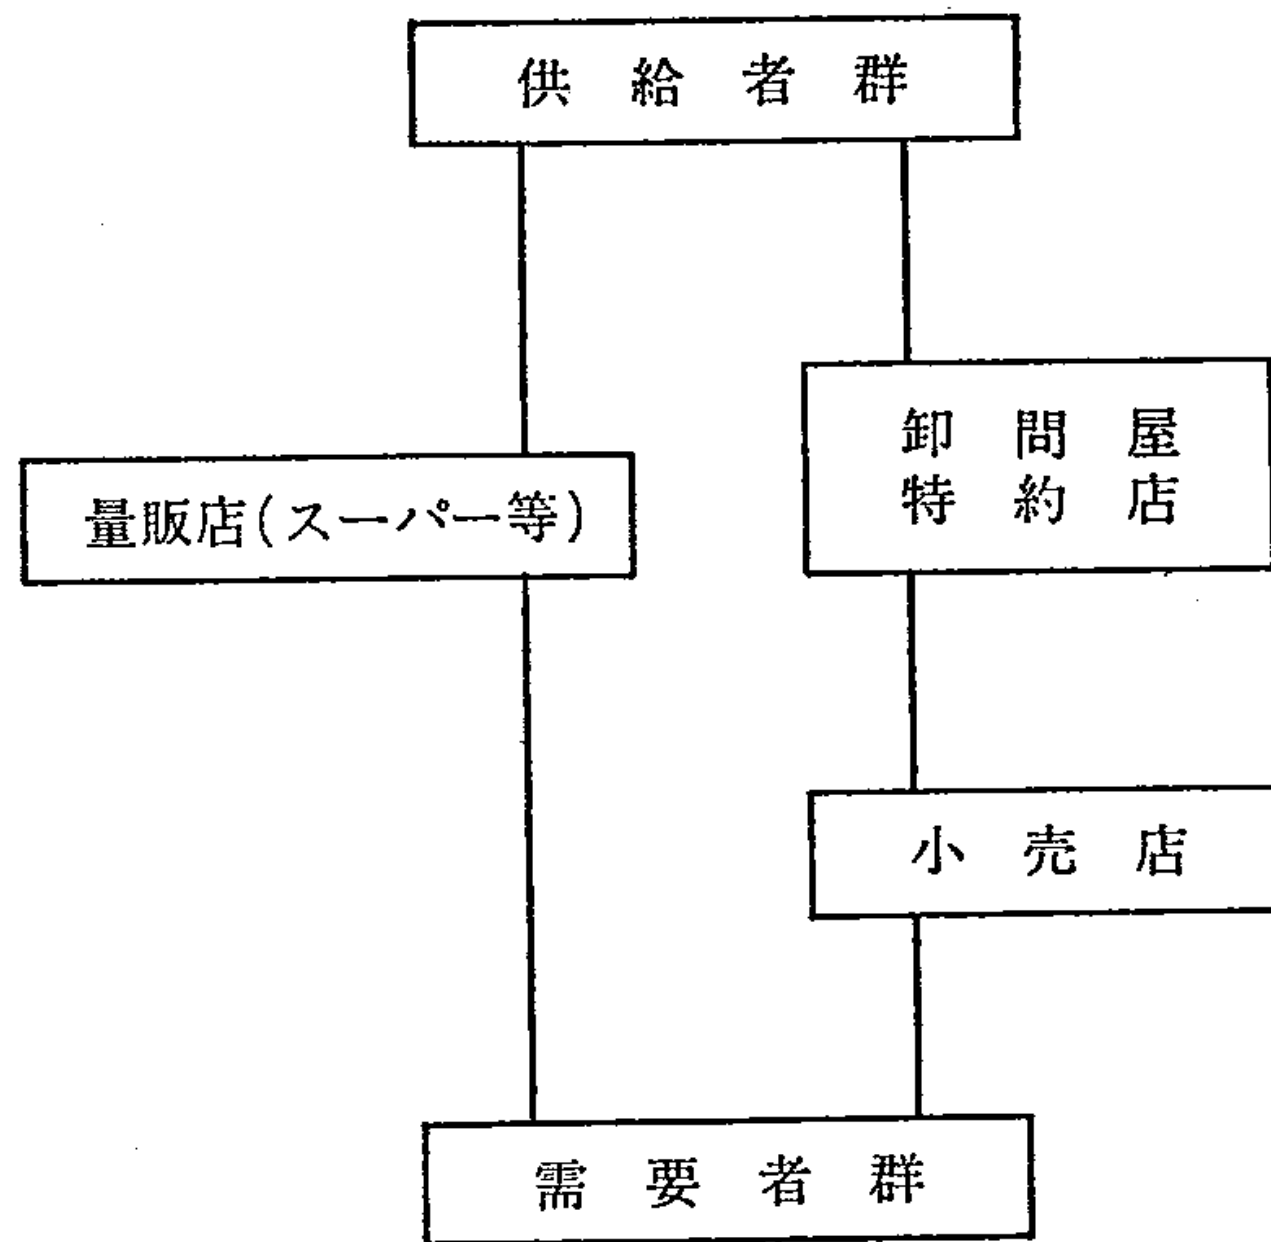 供給者群
卸問屋
特約店
量販店(スーパー等)
小売店
需要者群